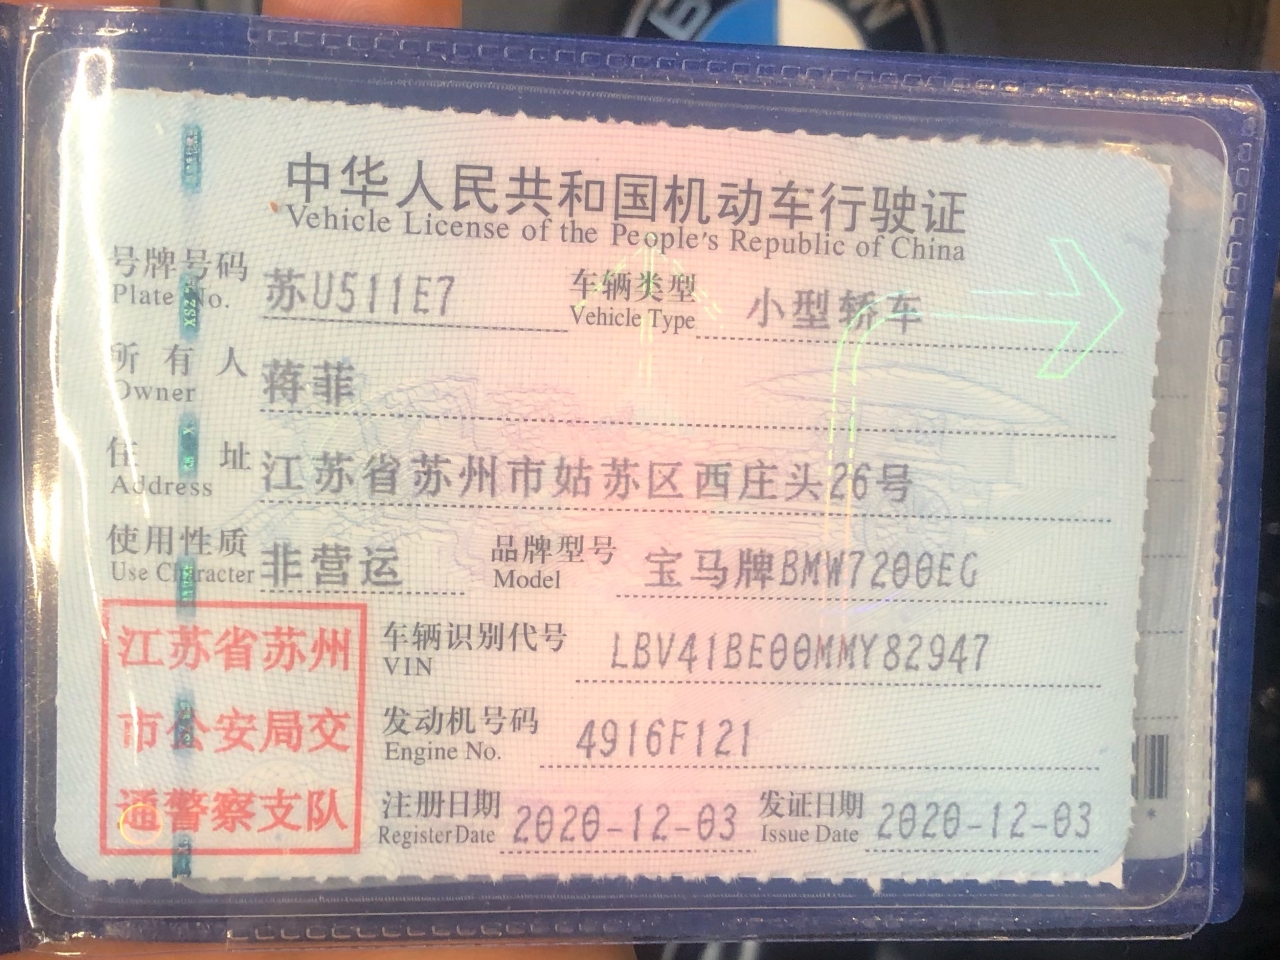 中华人民共和国机动车行驶证
Vehicle License of the People's Republic of China
号牌号码 苏U511E7 车辆类型 小型轿车
Plate No. Vehicle Type
所有人 蒋菲
Owner
住址 江苏省苏州市姑苏区西庄头26号
Address
使用性质 非营运 品牌型号 宝马牌BMW7200EG
Use Character Model
江苏省苏州
市公安局交
通警察支队
车辆识别代号 LBV41BE00MMY82947
VIN
发动机号码 4916F121
Engine No.
注册日期 2020-12-03 发证日期 2020-12-03
Register Date Issue Date